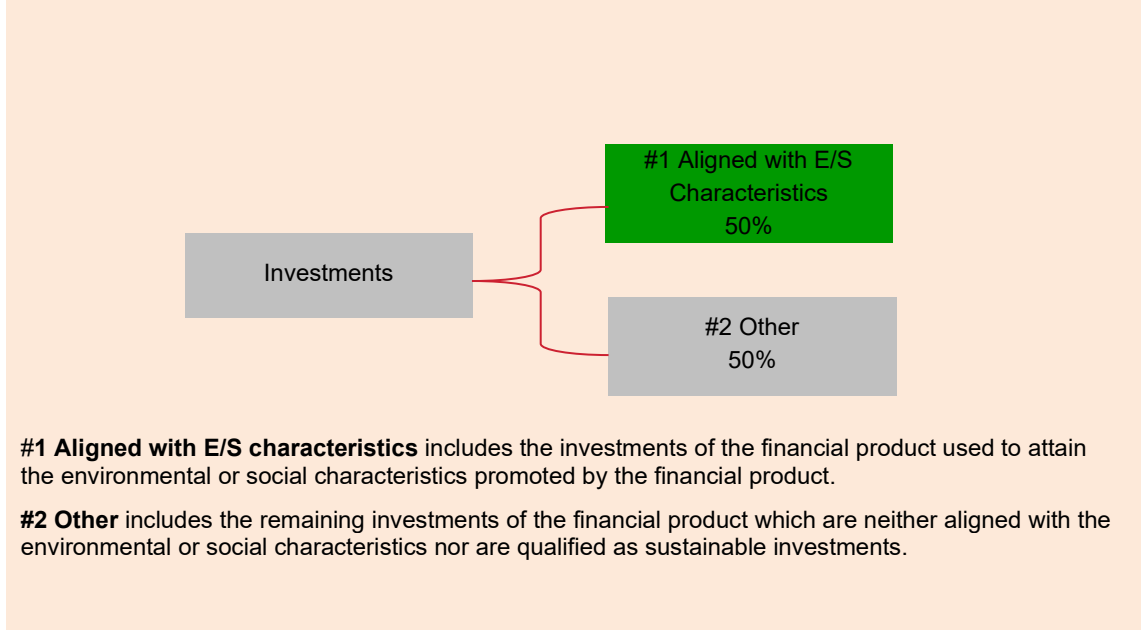 #1 Aligned with E/S
Characteristics
50%
Investments
#2 Other
50%
#1 Aligned with E/S characteristics includes the investments of the financial product used to attain
the environmental or social characteristics promoted by the financial product.
#2 Other includes the remaining investments of the financial product which are neither aligned with the
environmental or social characteristics nor are qualified as sustainable investments.